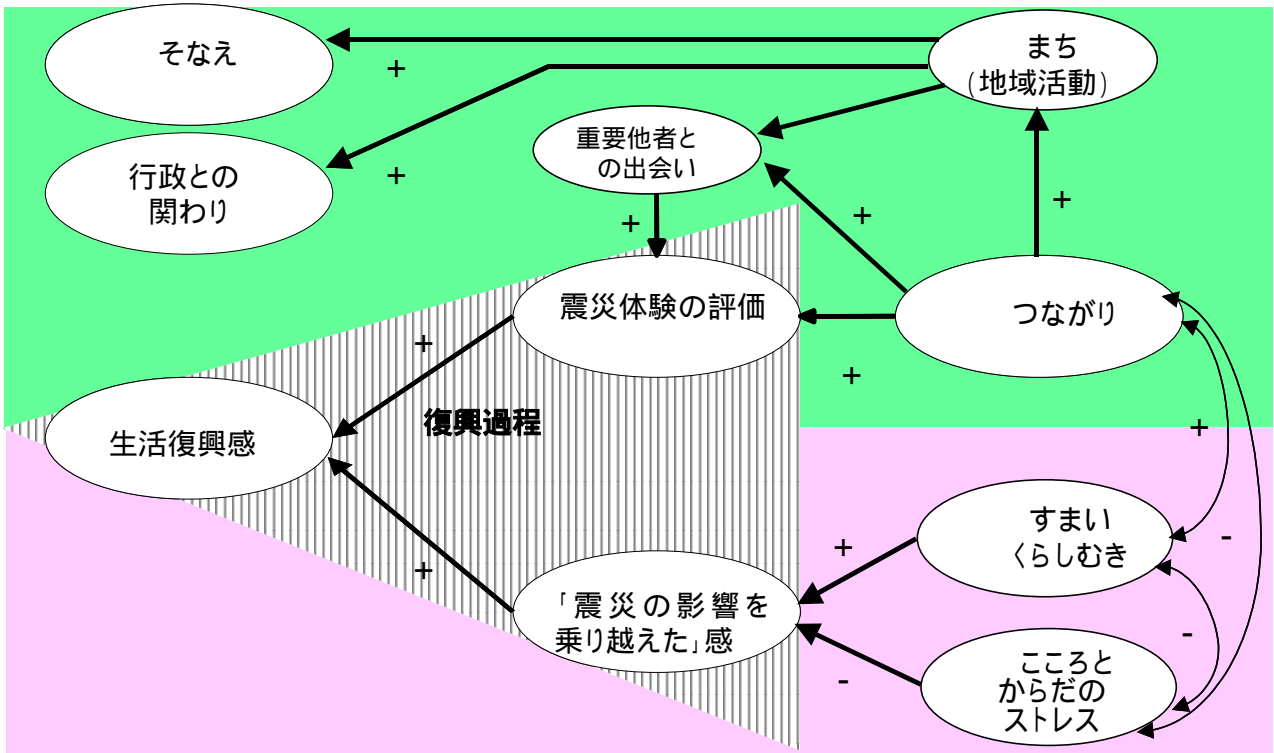 そなえ
+
まち
(地域活動)
重要他者と
の出会い
行政との
関わり
+
+
+
+
震災体験の評価
つながり
+
+
復興過程
生活復興感
+
すまい
くらしむき
+
-
+
「震災の影響を
乗り越えた」感
-
-
こころと
からだの
ストレス